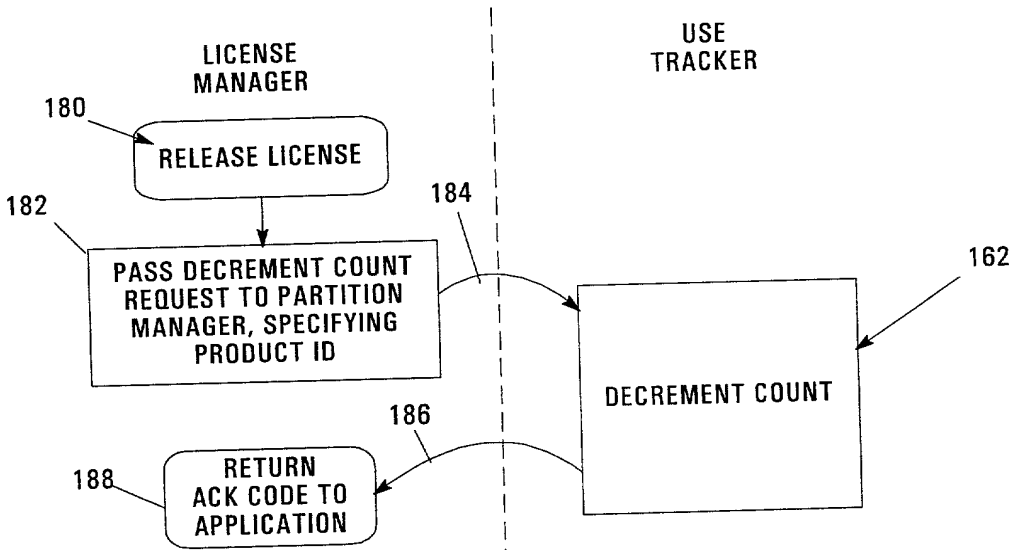 LICENSE
MANAGER
USE
TRACKER
180
RELEASE LICENSE
182
184
PASS DECREMENT COUNT
REQUEST TO PARTITION
MANAGER, SPECIFYING
PRODUCT ID
162
DECREMENT COUNT
186
188
RETURN
ACK CODE TO
APPLICATION